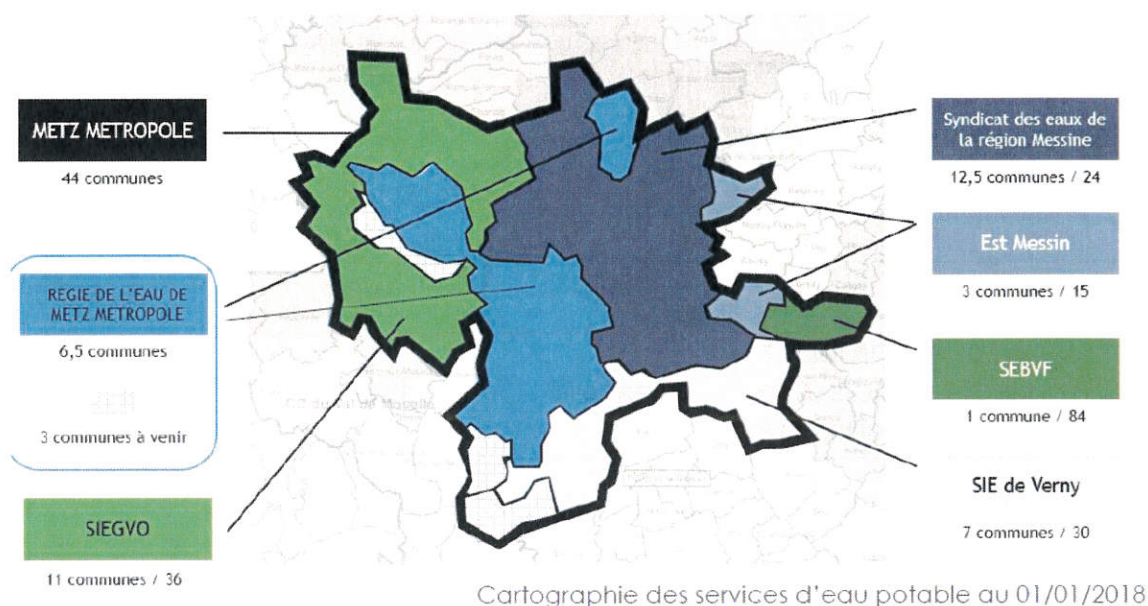 METZ METROPOLE
44 communes
REGIE DE L'EAU DE
METZ METROPOLE
6,5 communes
3 communes à venir
SIEGVO
11 communes / 36
Syndicat des eaux de
la région Messine
12,5 communes / 24
Est Messin
3 communes / 15
SEBVF
1 commune / 84
SIE de Verny
7 communes / 30
Cartographie des services d'eau potable au 01/01/2018